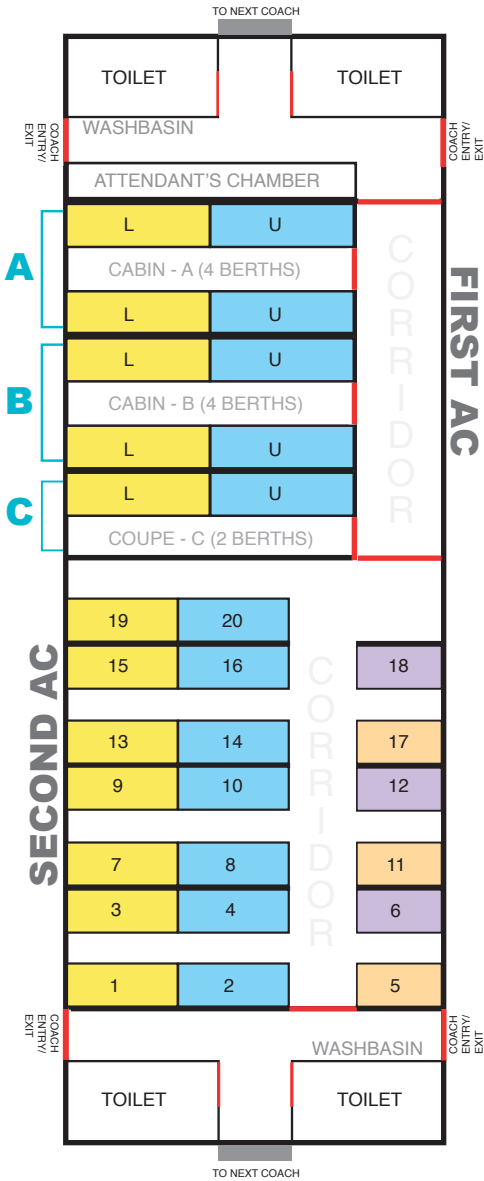 TO NEXT COACH
TOILET TOILET
COACH
ENTRY/
EXIT
WASHBASIN
COACH
ENTRY/
EXIT
ATTENDANT'S CHAMBER
A
L U
CABIN - A (4 BERTHS)
L U
B
L U
CABIN - B (4 BERTHS)
L U
C
L U
COUPE - C (2 BERTHS)
CORRIDOR
FIRST AC
SECOND AC
19 20
15 16 18
13 14 17
9 10 12
7 8 11
3 4 6
1 2 5
CORRIDOR
COACH
ENTRY/
EXIT
WASHBASIN
COACH
ENTRY/
EXIT
TOILET TOILET
TO NEXT COACH